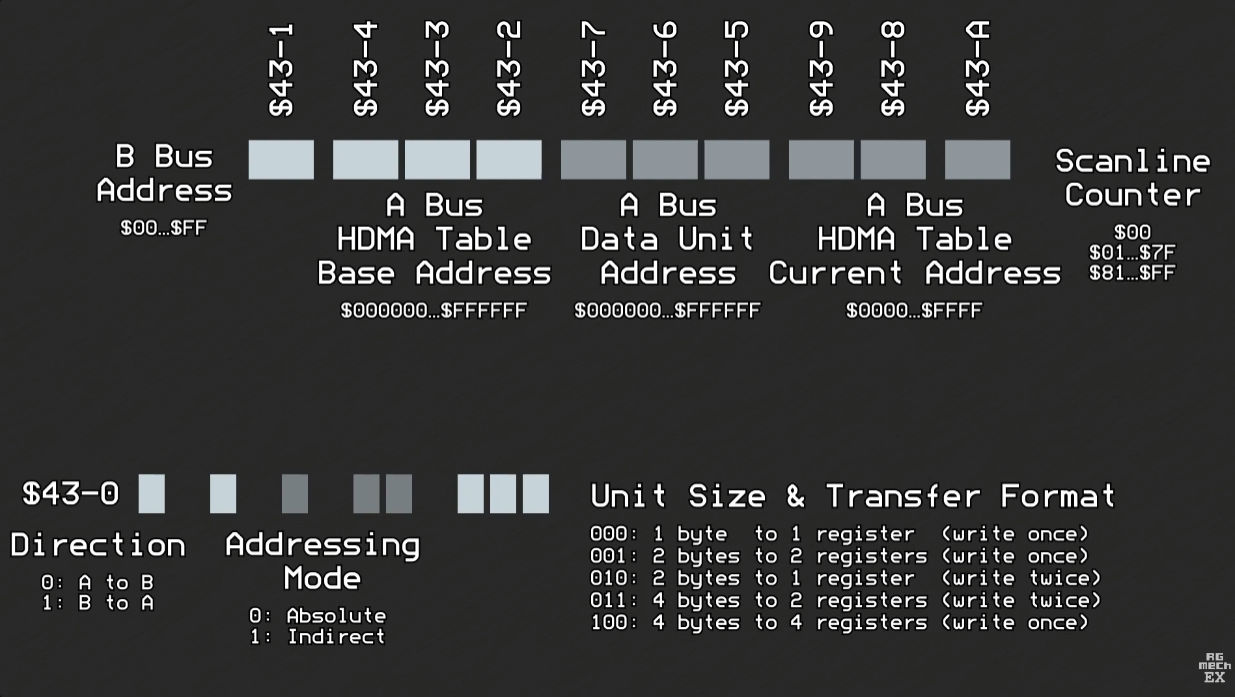 $43-1
$43-4
$43-3
$43-2
$43-7
$43-6
$43-5
$43-9
$43-8
$43-A
B Bus
Address
$00…$FF
A Bus
HDMA Table
Base Address
$000000…$FFFFFF
A Bus
Data Unit
Address
$000000…$FFFFFF
A Bus
HDMA Table
Current Address
$0000…$FFFF
Scanline
Counter
$00
$01…$7F
$81…$FF
$43-0
Direction
0: A to B
1: B to A
Addressing
Mode
0: Absolute
1: Indirect
Unit Size & Transfer Format
000: 1 byte to 1 register (write once)
001: 2 bytes to 2 registers (write once)
010: 2 bytes to 1 register (write twice)
011: 4 bytes to 2 registers (write twice)
100: 4 bytes to 4 registers (write once)
RG
mech
EX